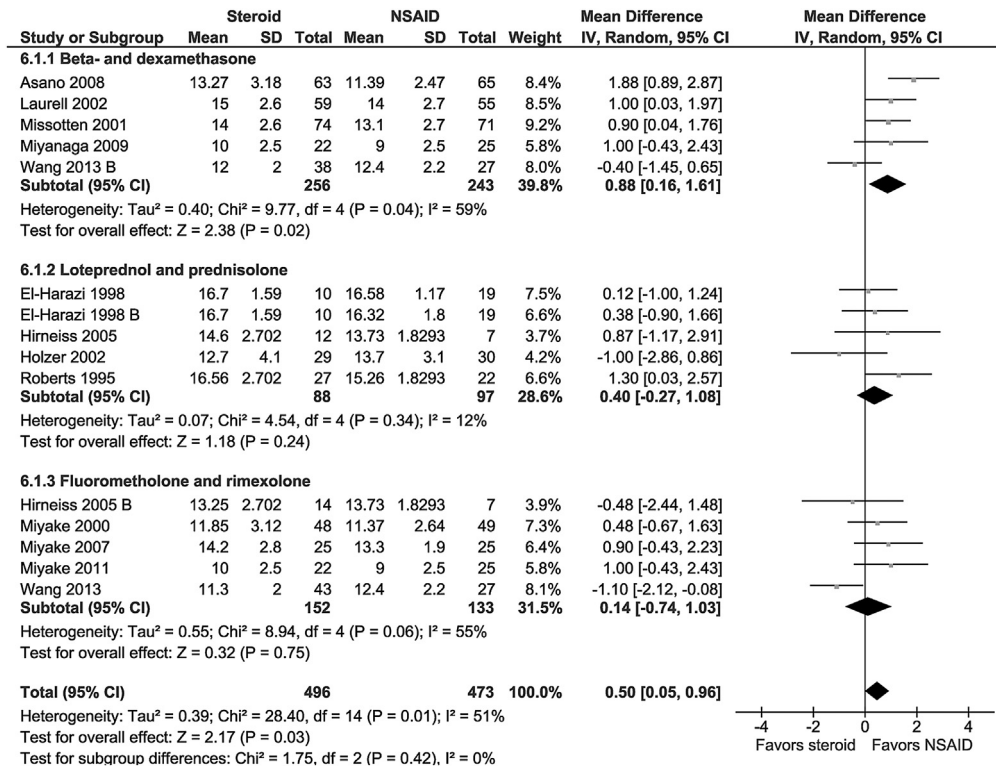 Steroid NSAID Mean Difference Mean Difference
Study or Subgroup Mean SD Total Mean SD Total Weight IV, Random, 95% CI IV, Random, 95% CI
6.1.1 Beta- and dexamethasone
Asano 2008 13.27 3.18 63 11.39 2.47 65 8.4% 1.88 [0.89, 2.87]
Laurell 2002 15 2.6 59 14 2.7 55 8.5% 1.00 [0.03, 1.97]
Missotten 2001 14 2.6 74 13.1 2.7 71 9.2% 0.90 [0.04, 1.76]
Miyanaga 2009 10 2.5 22 9 2.5 25 5.8% 1.00 [-0.43, 2.43]
Wang 2013 B 12 2 38 12.4 2.2 27 8.0% -0.40 [-1.45, 0.65]
Subtotal (95% CI) 256 243 39.8% 0.88 [0.16, 1.61]
Heterogeneity: Tau² = 0.40; Chi² = 9.77, df = 4 (P = 0.04); I² = 59%
Test for overall effect: Z = 2.38 (P = 0.02)
6.1.2 Loteprednol and prednisolone
El-Harazi 1998 16.7 1.59 10 16.58 1.17 19 7.5% 0.12 [-1.00, 1.24]
El-Harazi 1998 B 16.7 1.59 10 16.32 1.8 19 6.6% 0.38 [-0.90, 1.66]
Hirneiss 2005 14.6 2.702 12 13.73 1.8293 7 3.7% 0.87 [-1.17, 2.91]
Holzer 2002 12.7 4.1 29 13.7 3.1 30 4.2% -1.00 [-2.86, 0.86]
Roberts 1995 16.56 2.702 27 15.26 1.8293 22 6.6% 1.30 [0.03, 2.57]
Subtotal (95% CI) 88 97 28.6% 0.40 [-0.27, 1.08]
Heterogeneity: Tau² = 0.07; Chi² = 4.54, df = 4 (P = 0.34); I² = 12%
Test for overall effect: Z = 1.18 (P = 0.24)
6.1.3 Fluorometholone and rimexolone
Hirneiss 2005 B 13.25 2.702 14 13.73 1.8293 7 3.9% -0.48 [-2.44, 1.48]
Miyake 2000 11.85 3.12 48 11.37 2.64 49 7.3% 0.48 [-0.67, 1.63]
Miyake 2007 14.2 2.8 25 13.3 1.9 25 6.4% 0.90 [-0.43, 2.23]
Miyake 2011 10 2.5 22 9 2.5 25 5.8% 1.00 [-0.43, 2.43]
Wang 2013 11.3 2 43 12.4 2.2 27 8.1% -1.10 [-2.12, -0.08]
Subtotal (95% CI) 152 133 31.5% 0.14 [-0.74, 1.03]
Heterogeneity: Tau² = 0.55; Chi² = 8.94, df = 4 (P = 0.06); I² = 55%
Test for overall effect: Z = 0.32 (P = 0.75)
Total (95% CI) 496 473 100.0% 0.50 [0.05, 0.96]
Heterogeneity: Tau² = 0.39; Chi² = 28.40, df = 14 (P = 0.01); I² = 51%
Test for overall effect: Z = 2.17 (P = 0.03)
Test for subgroup differences: Chi² = 1.75, df = 2 (P = 0.42), I² = 0%
-4 -2 0 2 4
Favors steroid Favors NSAID